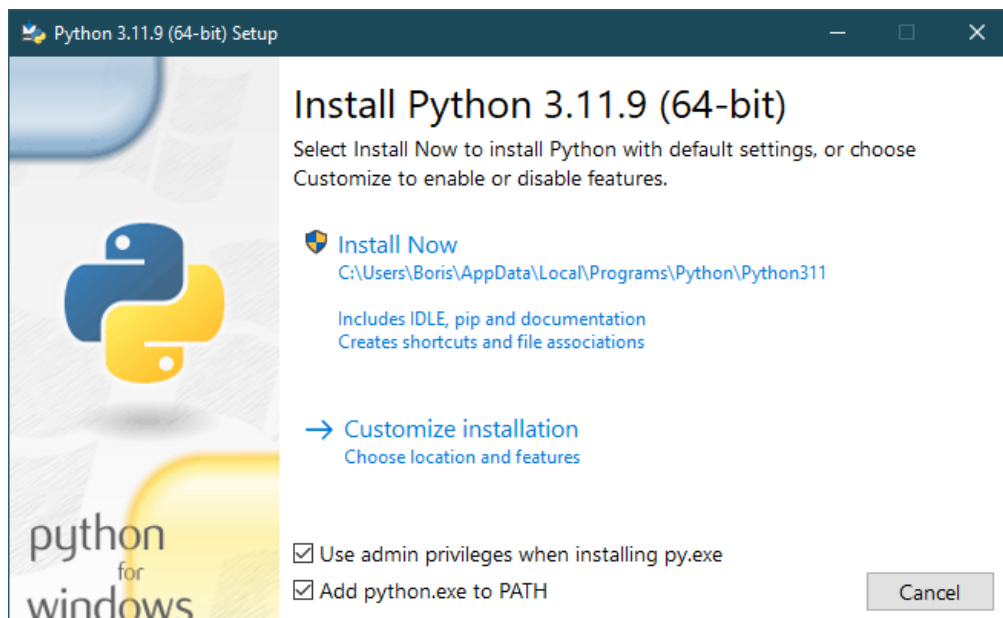 Python 3.11.9 (64-bit) Setup
Install Python 3.11.9 (64-bit)
Select Install Now to install Python with default settings, or choose
Customize to enable or disable features.
Install Now
C:\Users\Boris\AppData\Local\Programs\Python\Python311
Includes IDLE, pip and documentation
Creates shortcuts and file associations
Customize installation
Choose location and features
python
for
windows
Use admin privileges when installing py.exe
Add python.exe to PATH
Cancel